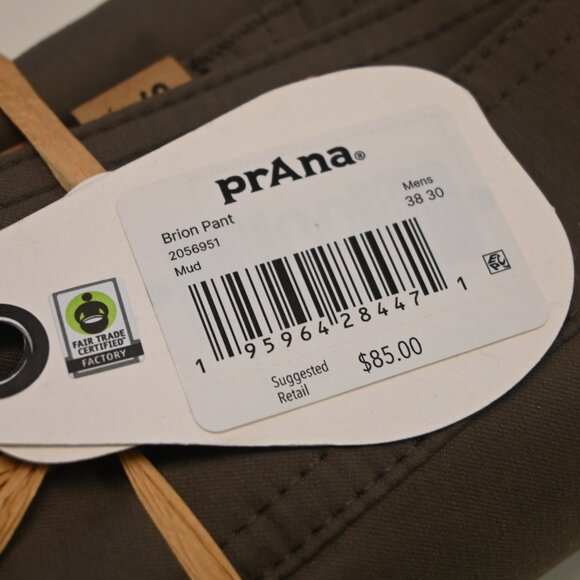 prAna®
Brion Pant
2056951
Mud
Mens
38 30
1 95964 28447 1
Suggested
Retail
$85.00
FAIR TRADE
CERTIFIED™
FACTORY